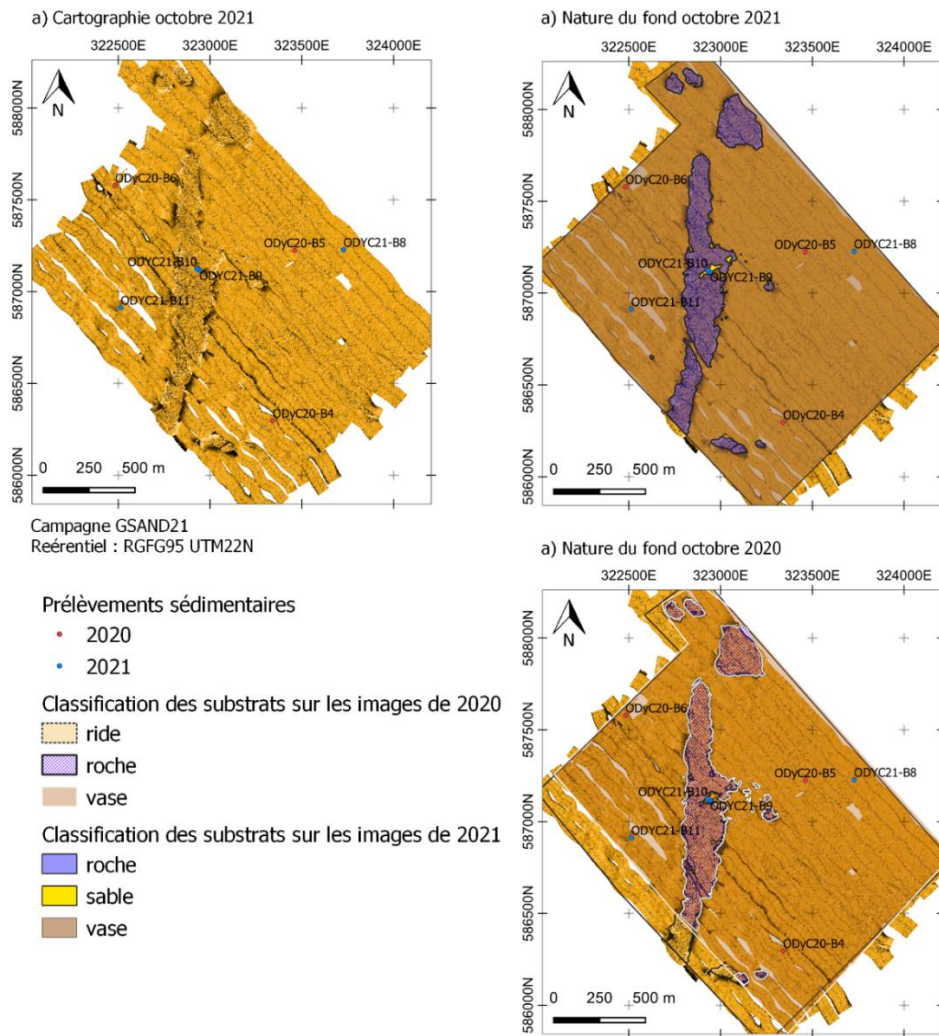 a) Cartographie octobre 2021
322500E 323000E 323500E 324000E
588000N
587500N
587000N
586500N
586000N
N
ODyC20-B6
ODyC20-B5
ODYC21-B8
ODYC21-B10
ODYC21-B9
ODYC21-B11
ODyC20-B4
0 250 500 m
Campagne GSAND21
Reérentiel : RGFG95 UTM22N
a) Nature du fond octobre 2021
322500E 323000E 323500E 324000E
588000N
587500N
587000N
586500N
586000N
N
ODyC20-B6
ODyC20-B5
ODYC21-B8
ODYC21-B10
ODYC21-B9
ODYC21-B11
ODyC20-B4
0 250 500 m
Prélèvements sédimentaires
2020
2021
Classification des substrats sur les images de 2020
ride
roche
vase
Classification des substrats sur les images de 2021
roche
sable
vase
a) Nature du fond octobre 2020
322500E 323000E 323500E 324000E
588000N
587500N
587000N
586500N
586000N
N
ODyC20-B6
ODyC20-B5
ODYC21-B8
ODYC21-B10
ODYC21-B9
ODYC21-B11
ODyC20-B4
0 250 500 m